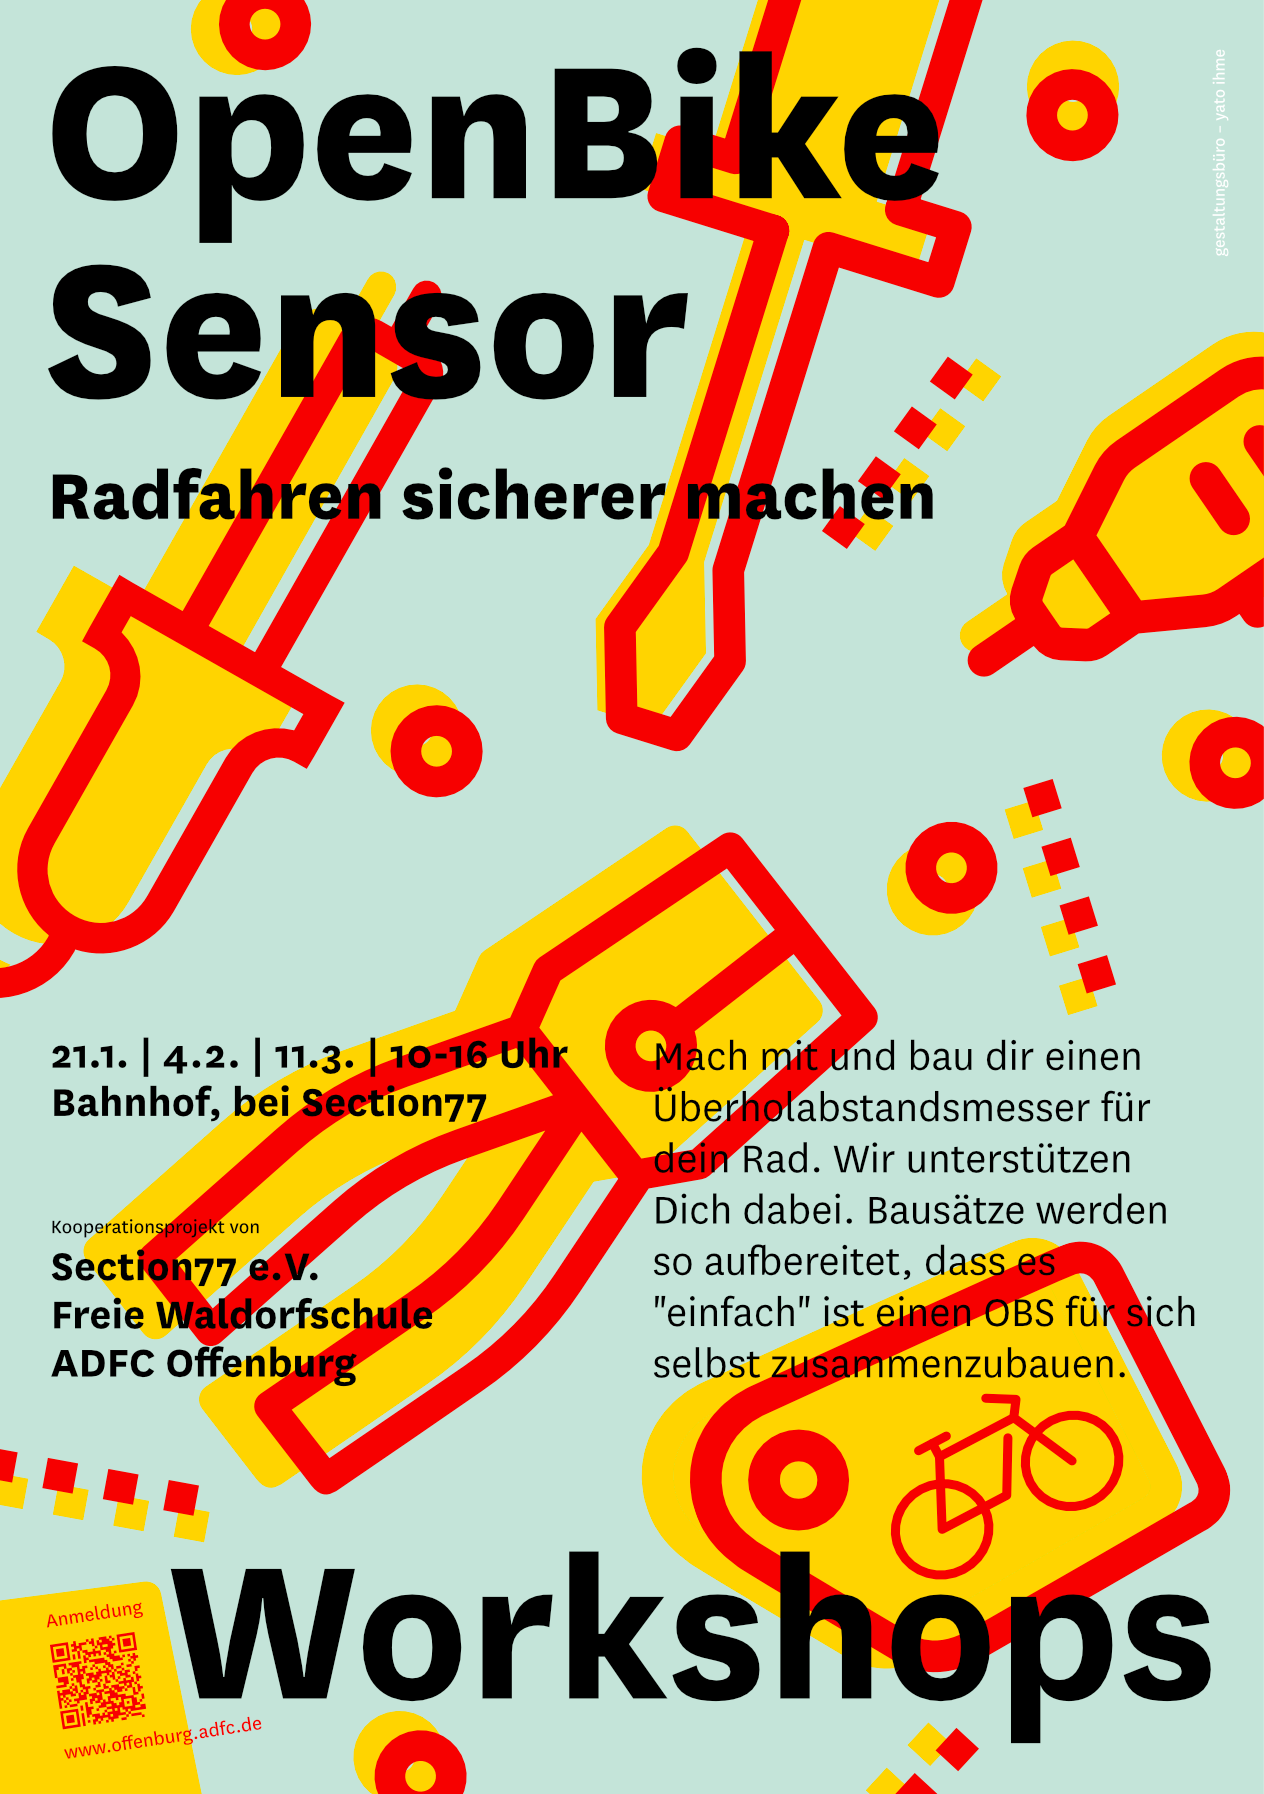 OpenBike
Sensor
Radfahren sicherer machen
gestaltungsbüro – yato ihme
21.1. | 4.2. | 11.3. | 10-16 Uhr
Bahnhof, bei Section77
Kooperationsprojekt von
Section77 e.V.
Freie Waldorfschule
ADFC Offenburg
Mach mit und bau dir einen
Überholabstandsmesser für
dein Rad. Wir unterstützen
Dich dabei. Bausätze werden
so aufbereitet, dass es
"einfach" ist einen OBS für sich
selbst zusammenzubauen.
Workshops
Anmeldung
www.offenburg.adfc.de